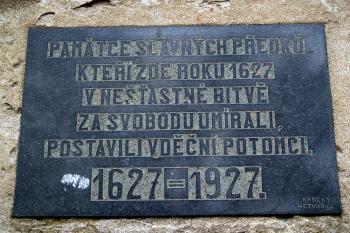 PAMÁTCE SLAVNÝCH PŘEDKŮ,
KTEŘÍ ZDE ROKU 1627
V NEŠŤASTNÉ BITVĚ
ZA SVOBODU UMÍRALI,
POSTAVILI VDĚČNÍ POTOMCI.
1627 = 1927.